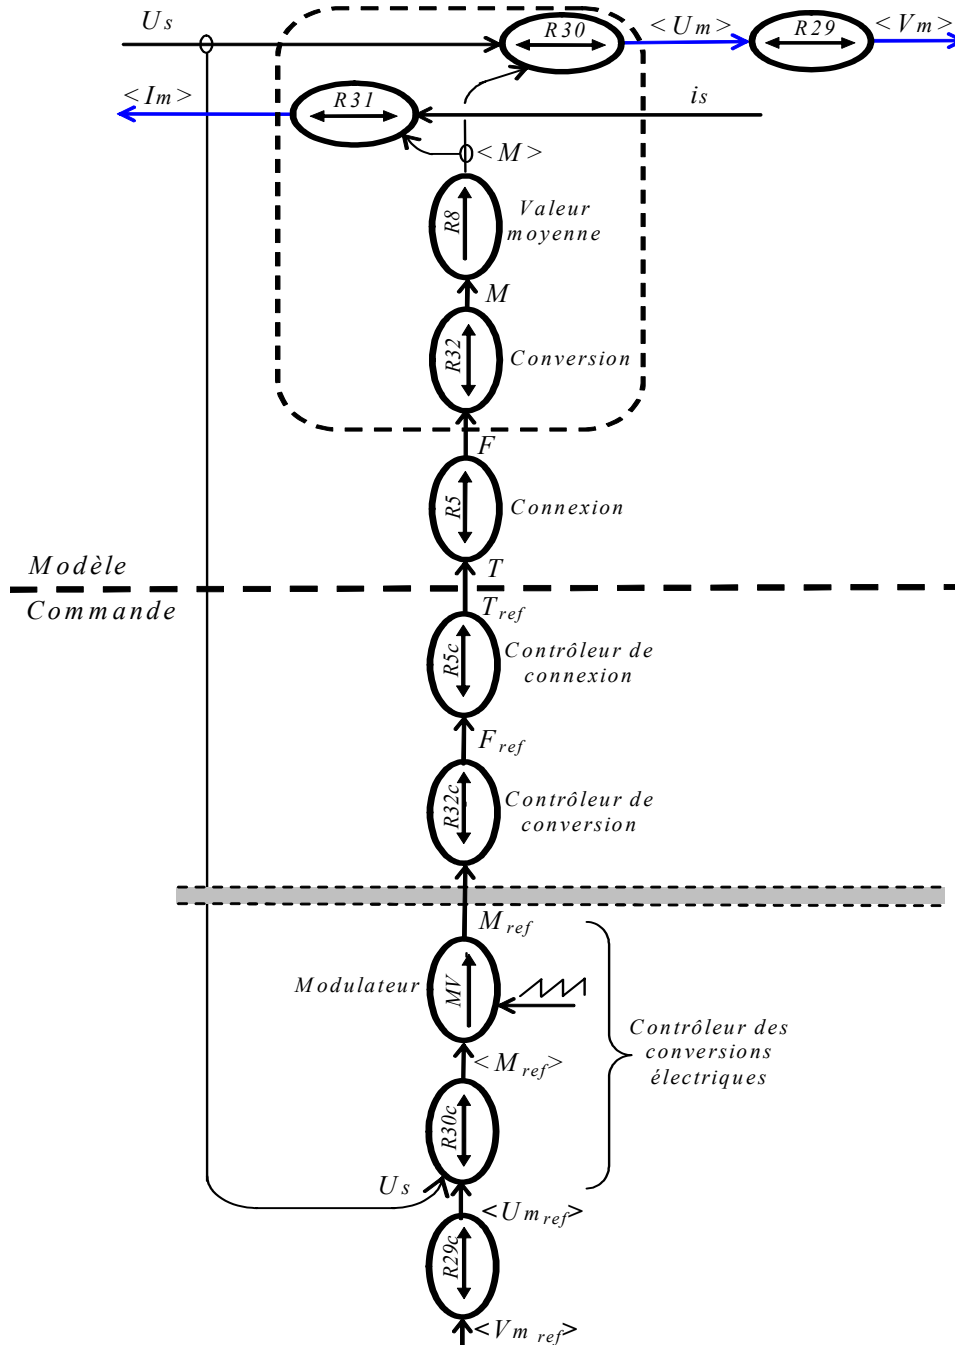 Us
R30
<Um>
R29
<Vm>
<Im>
R31
is
<M>
R8
Valeur
moyenne
M
R32
Conversion
F
R5
Connexion
Modèle
T
Commande
Tref
R5c
Contrôleur de
connexion
Fref
R32c
Contrôleur de
conversion
Mref
Modulateur
MV
Contrôleur des
conversions
électriques
<Mref>
R30c
Us
<Umref>
R29c
<Vm ref>